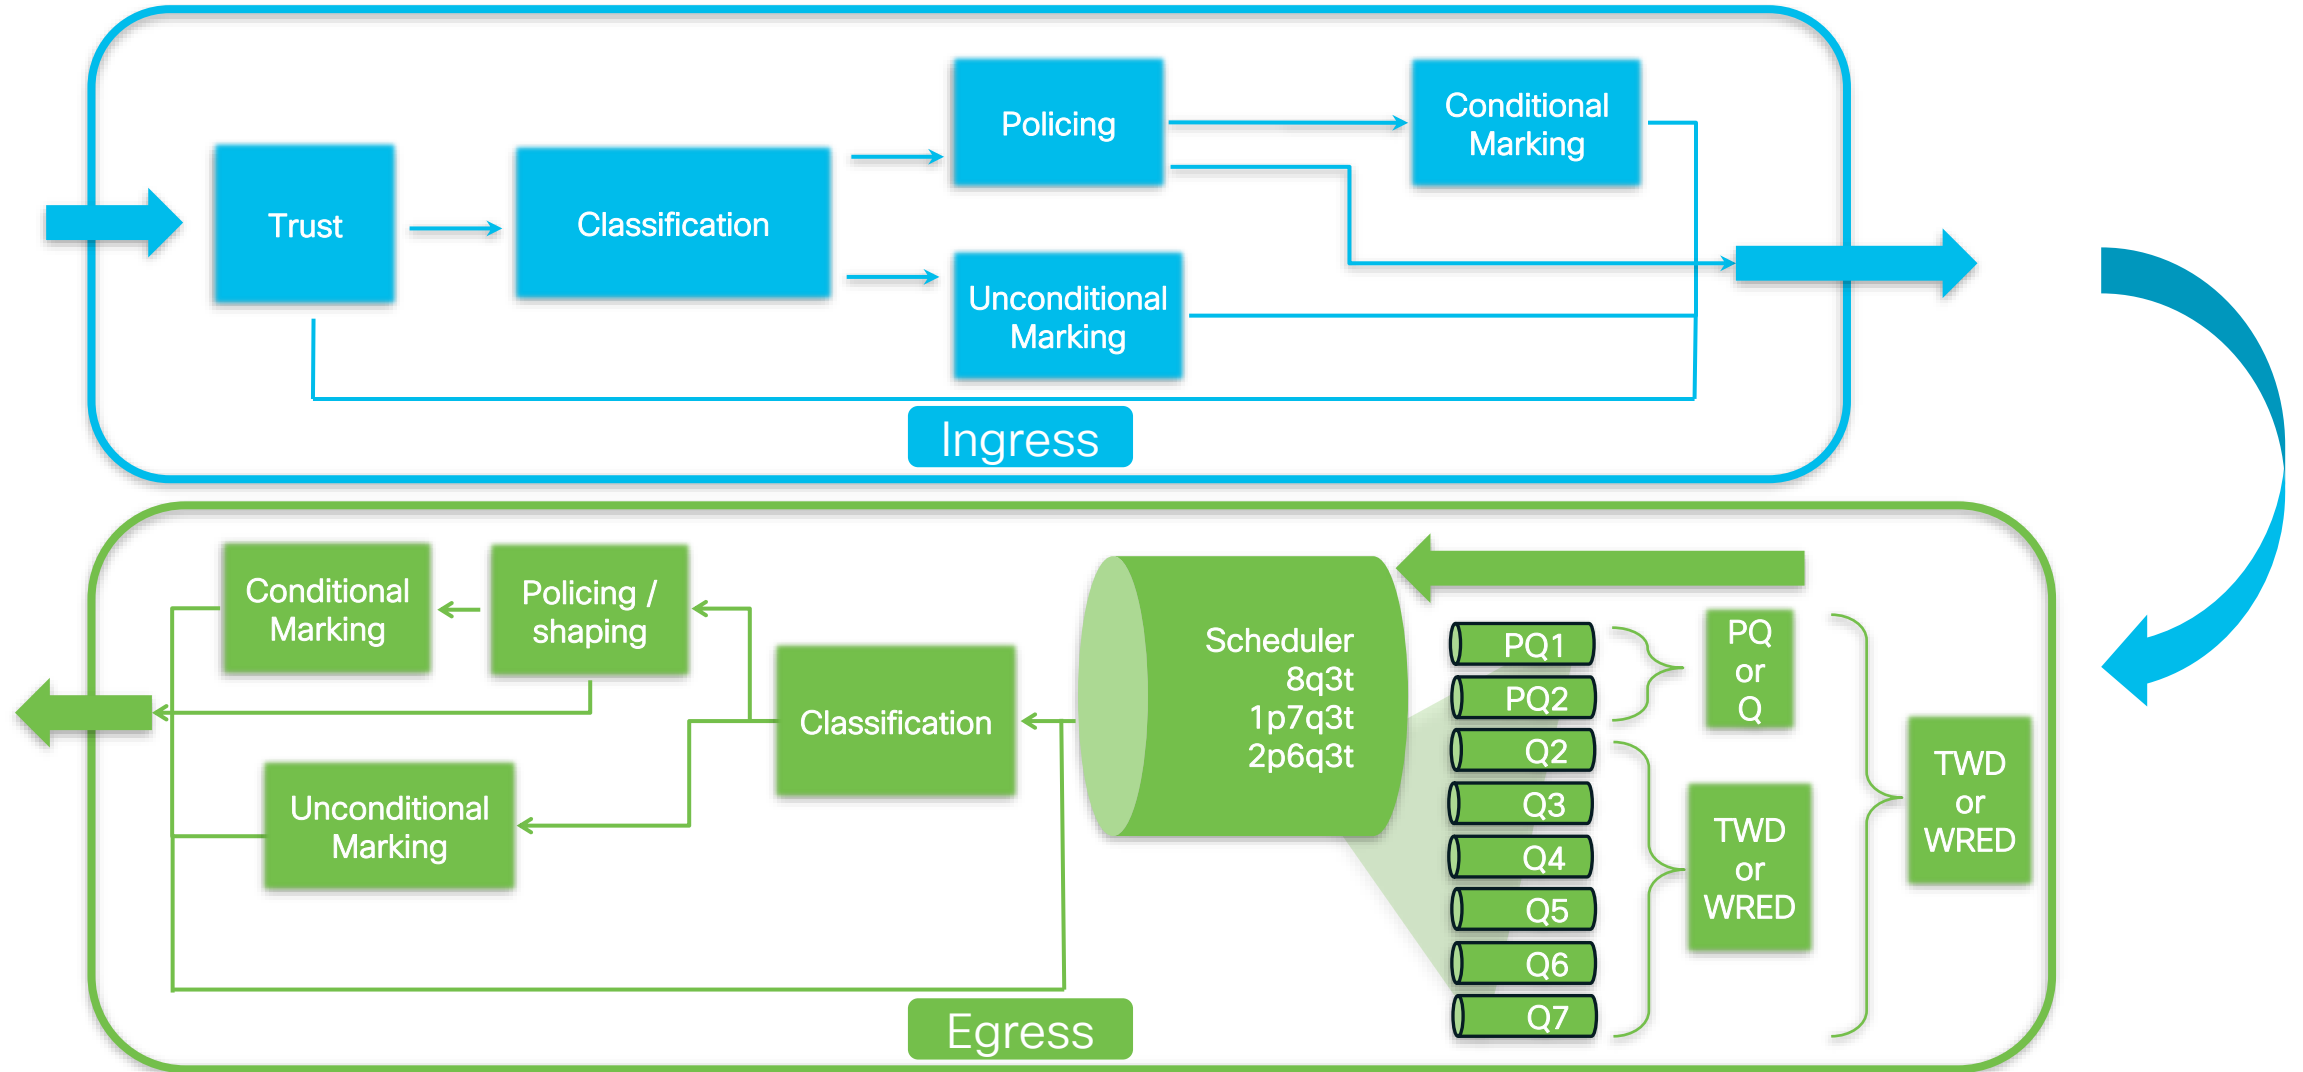 Trust
Classification
Policing
Conditional
Marking
Unconditional
Marking
Ingress
Conditional
Marking
Policing /
shaping
Unconditional
Marking
Classification
Scheduler
8q3t
1p7q3t
2p6q3t
PQ1
PQ2
Q2
Q3
Q4
Q5
Q6
Q7
PQ
or
Q
TWD
or
WRED
TWD
or
WRED
Egress